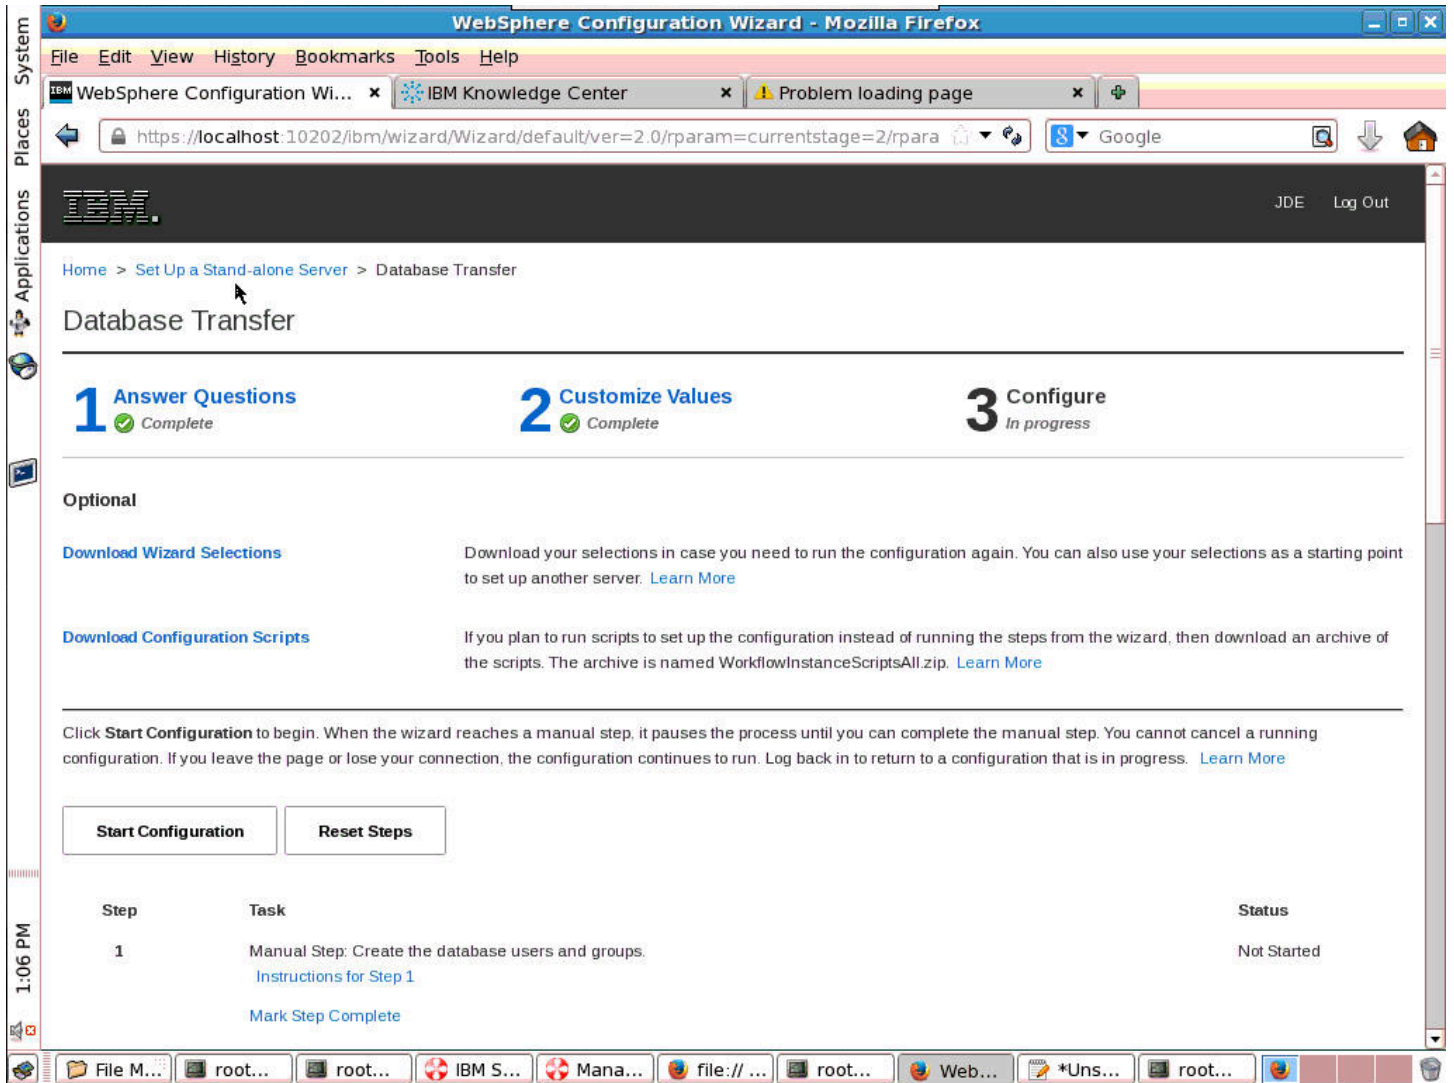 WebSphere Configuration Wizard - Mozilla Firefox
File Edit View History Bookmarks Tools Help
WebSphere Configuration Wi...
IBM Knowledge Center
Problem loading page
https://localhost:10202/ibm/wizard/Wizard/default/ver=2.0/rparam=currentstage=2/rpara
Google
System
Places
Applications
1:06 PM
IBM.
JDE Log Out
Home > Set Up a Stand-alone Server > Database Transfer
Database Transfer
1 Answer Questions
Complete
2 Customize Values
Complete
3 Configure
In progress
Optional
Download Wizard Selections
Download your selections in case you need to run the configuration again. You can also use your selections as a starting point
to set up another server. Learn More
Download Configuration Scripts
If you plan to run scripts to set up the configuration instead of running the steps from the wizard, then download an archive of
the scripts. The archive is named WorkflowInstanceScriptsAll.zip. Learn More
Click Start Configuration to begin. When the wizard reaches a manual step, it pauses the process until you can complete the manual step. You cannot cancel a running
configuration. If you leave the page or lose your connection, the configuration continues to run. Log back in to return to a configuration that is in progress. Learn More
Start Configuration
Reset Steps
Step Task Status
1 Manual Step: Create the database users and groups. Not Started
Instructions for Step 1
Mark Step Complete
File M...
root...
root...
IBM S...
Mana...
file:// ...
root...
Web...
*Uns...
root...